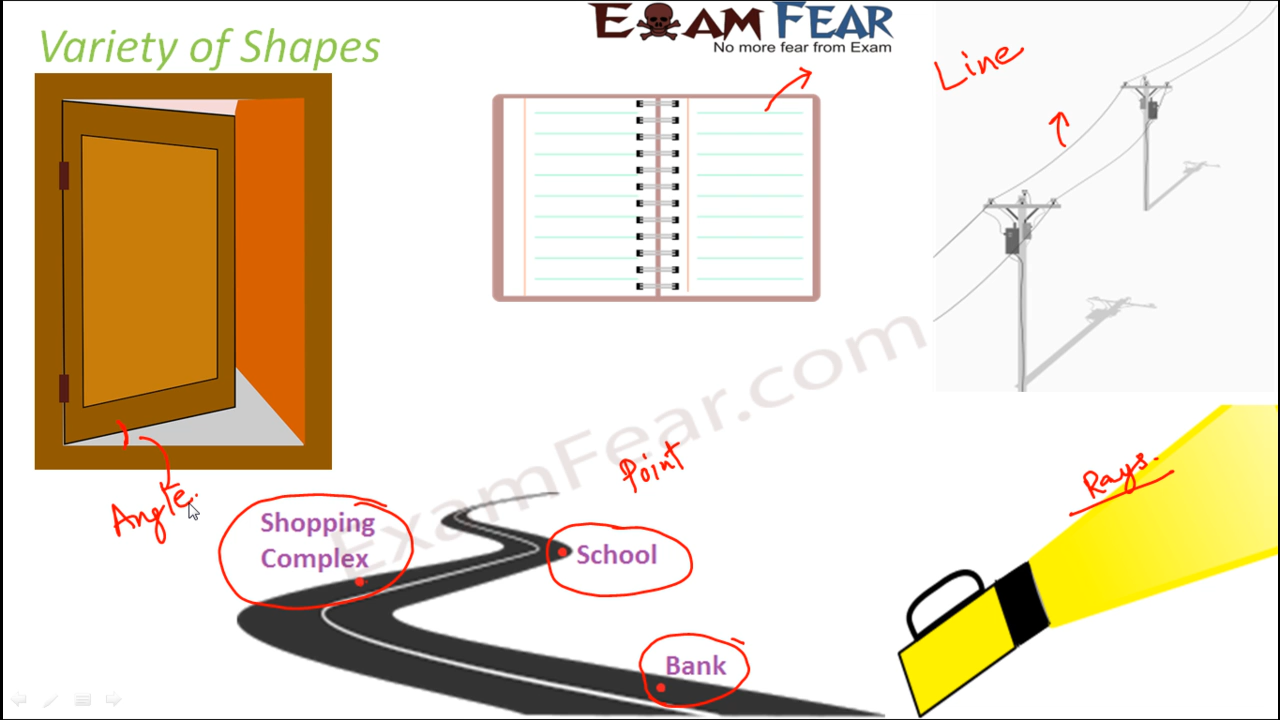 Variety of Shapes
EXAM FEAR
No more fear from Exam
Line
ExamFear.com
Point
Rays.
Angle.
Shopping
Complex
School
Bank